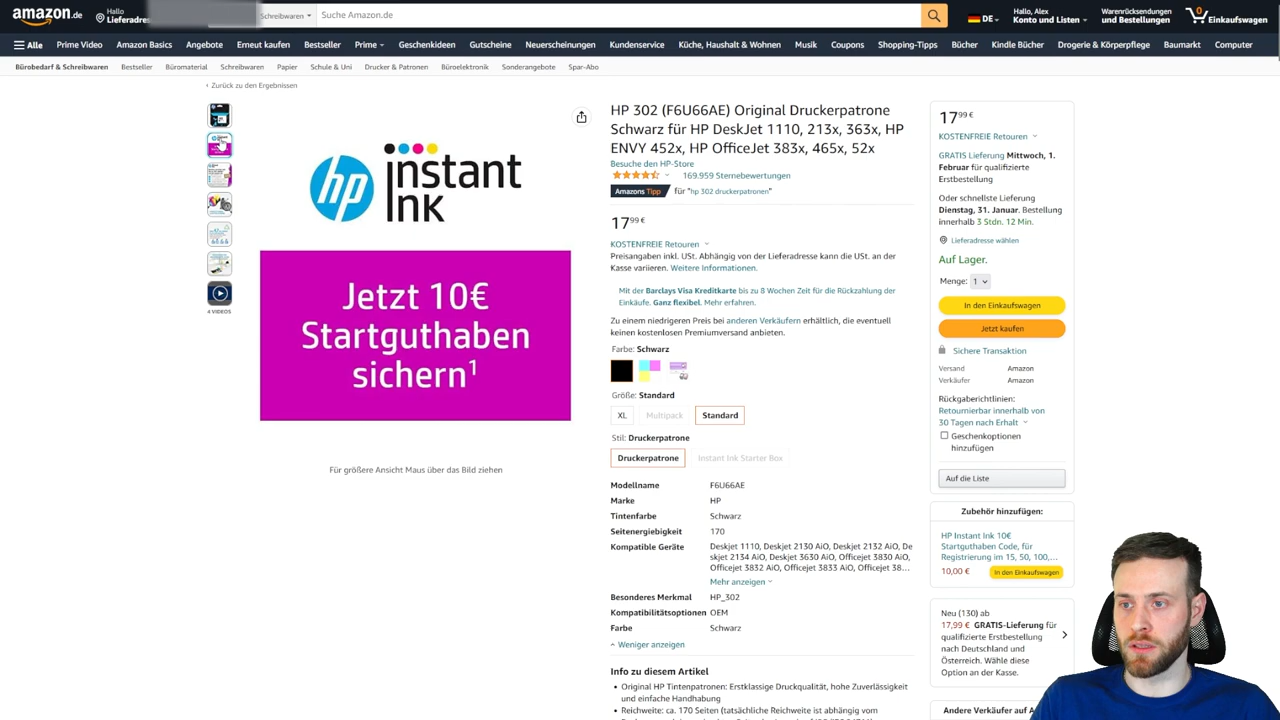 amazon.de
Hallo
Lieferadres
Schreibwaren
Suche Amazon.de
DE
Hallo, Alex
Konto und Listen
Warenrücksendungen
und Bestellungen
0
Einkaufswagen
Alle Prime Video Amazon Basics Angebote Erneut kaufen Bestseller Prime Geschenkideen Gutscheine Neuerscheinungen Kundenservice Küche, Haushalt & Wohnen Musik Coupons Shopping-Tipps Bücher Kindle Bücher Drogerie & Körperpflege Baumarkt Computer
Bürobedarf & Schreibwaren Bestseller Büromaterial Schreibwaren Papier Schule & Uni Drucker & Patronen Büroelektronik Sonderangebote Spar-Abo
‹ Zurück zu den Ergebnissen
4 VIDEOS
hp instant
ink
Jetzt 10€
Startguthaben
sichern¹
Für größere Ansicht Maus über das Bild ziehen
HP 302 (F6U66AE) Original Druckerpatrone
Schwarz für HP DeskJet 1110, 213x, 363x, HP
ENVY 452x, HP OfficeJet 383x, 465x, 52x
Besuche den HP-Store
169.959 Sternebewertungen
Amazons Tipp für "hp 302 druckerpatronen"
17,99 €
KOSTENFREIE Retouren
Preisangaben inkl. USt. Abhängig von der Lieferadresse kann die USt. an der
Kasse variieren. Weitere Informationen.
Mit der Barclays Visa Kreditkarte bis zu 8 Wochen Zeit für die Rückzahlung der
Einkäufe. Ganz flexibel. Mehr erfahren.
Zu einem niedrigeren Preis bei anderen Verkäufern erhältlich, die eventuell
keinen kostenlosen Premiumversand anbieten.
Farbe: Schwarz
Größe: Standard
XL Multipack Standard
Stil: Druckerpatrone
Druckerpatrone Instant Ink Starter Box
Modellname F6U66AE
Marke HP
Tintenfarbe Schwarz
Seitenergiebigkeit 170
Kompatible Geräte Deskjet 1110, Deskjet 2130 AiO, Deskjet 2132 AiO, De
skjet 2134 AiO, Deskjet 3630 AiO, Officejet 3830 AiO,
Officejet 3832 AiO, Officejet 3833 AiO, Officejet 38...
Mehr anzeigen
Besonderes Merkmal HP_302
Kompatibilitätsoptionen OEM
Farbe Schwarz
Weniger anzeigen
Info zu diesem Artikel
• Original HP Tintenpatronen: Erstklassige Druckqualität, hohe Zuverlässigkeit
und einfache Handhabung
• Reichweite: ca. 170 Seiten (tatsächliche Reichweite ist abhängig vom
17,99 €
KOSTENFREIE Retouren
GRATIS Lieferung Mittwoch, 1.
Februar für qualifizierte
Erstbestellung
Oder schnellste Lieferung
Dienstag, 31. Januar. Bestellung
innerhalb 3 Stdn. 12 Min.
Lieferadresse wählen
Auf Lager.
Menge: 1
In den Einkaufswagen
Jetzt kaufen
Sichere Transaktion
Versand Amazon
Verkäufer Amazon
Rückgaberichtlinien:
Retournierbar innerhalb von
30 Tagen nach Erhalt
Geschenkoptionen
hinzufügen
Auf die Liste
Zubehör hinzufügen:
HP Instant Ink 10€
Startguthaben Code, für
Registrierung im 15, 50, 100,...
10,00 € In den Einkaufswagen
Neu (130) ab
17,99 € GRATIS-Lieferung für
qualifizierte Erstbestellung
nach Deutschland und
Österreich. Wähle diese
Option an der Kasse.
Andere Verkäufer auf A